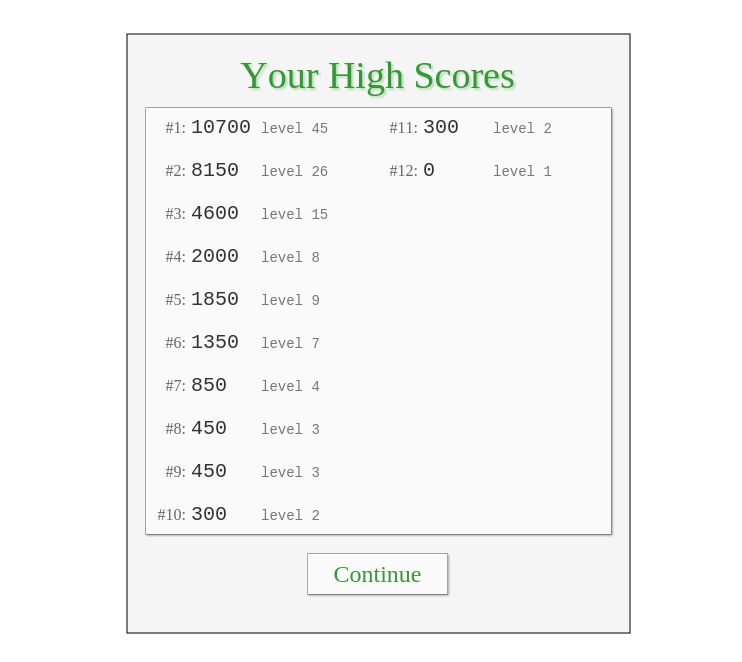 Your High Scores
#1: 10700 level 45
#2: 8150 level 26
#3: 4600 level 15
#4: 2000 level 8
#5: 1850 level 9
#6: 1350 level 7
#7: 850 level 4
#8: 450 level 3
#9: 450 level 3
#10: 300 level 2
#11: 300 level 2
#12: 0 level 1
Continue